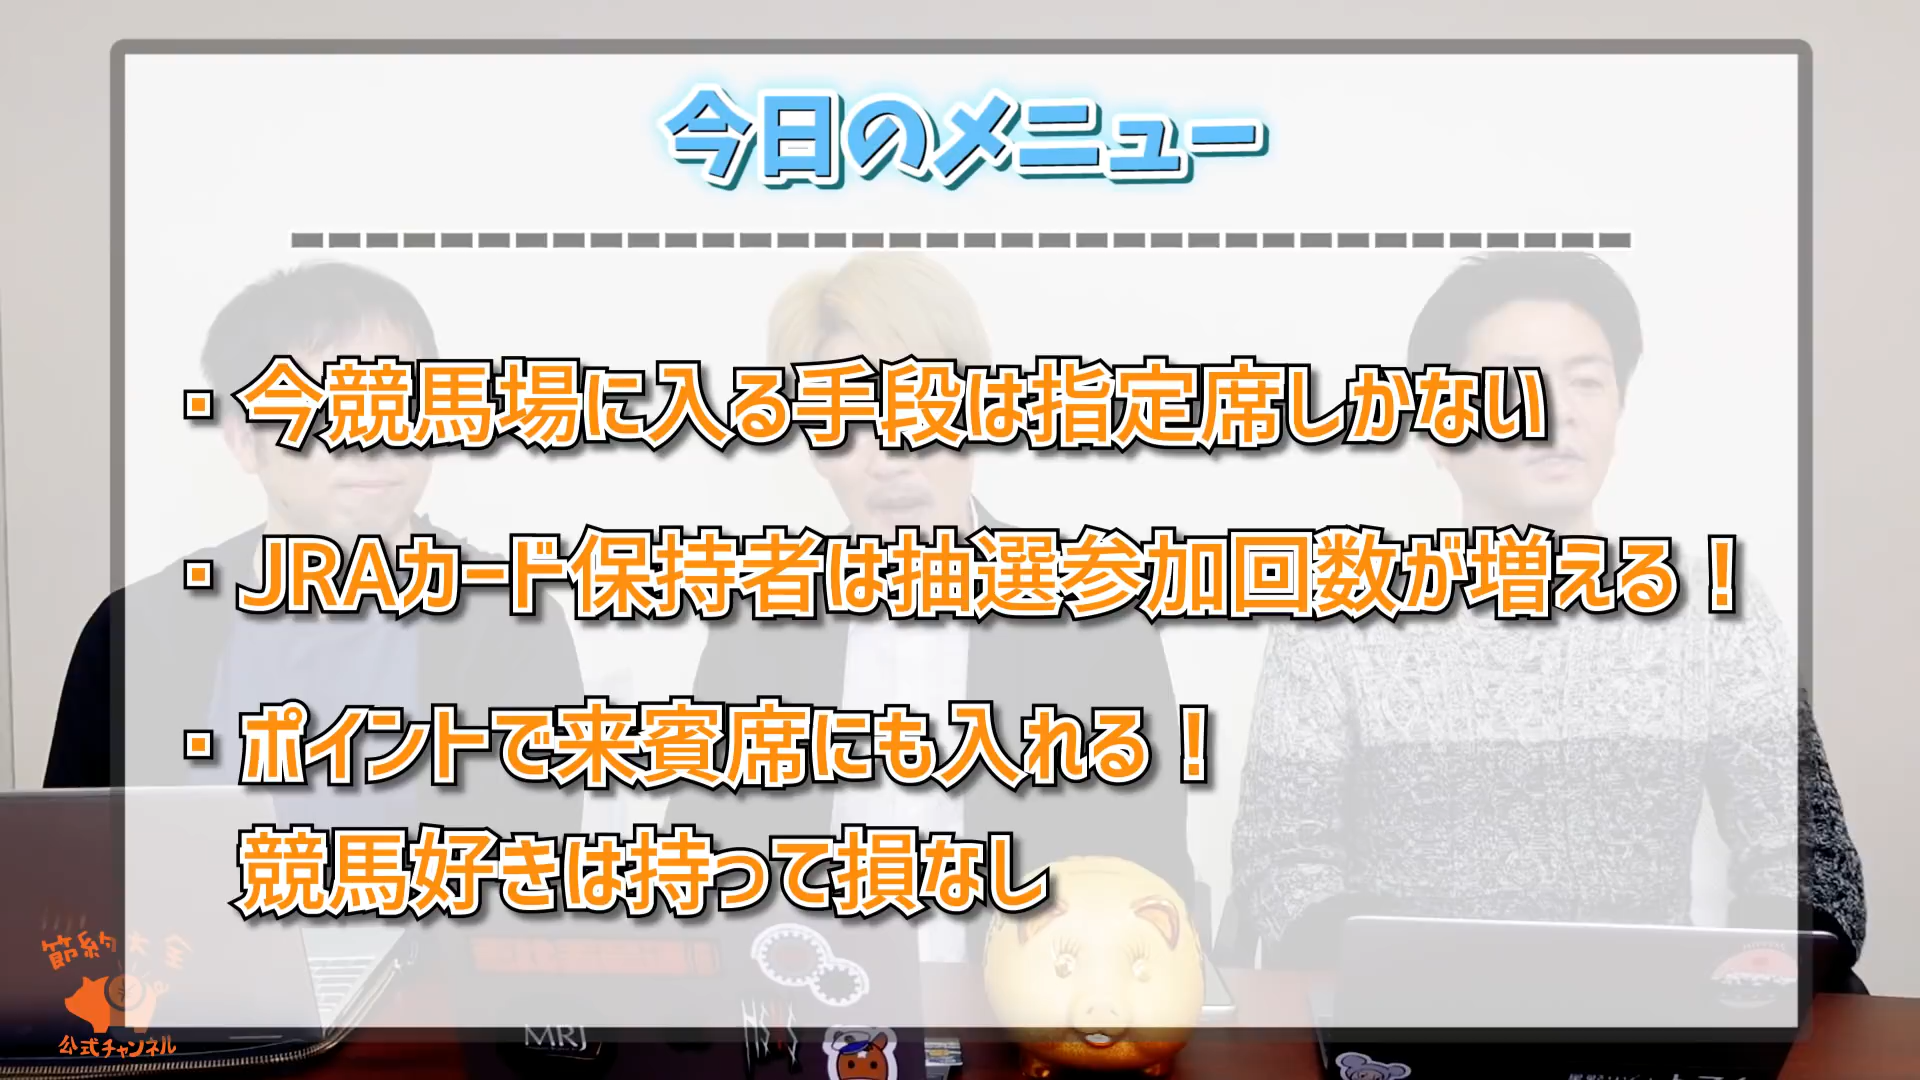 今日のメニュー
・今競馬場に入る手段は指定席しかない
・JRAカード保持者は抽選参加回数が増える！
・ポイントで来賓席にも入れる！
競馬好きは持って損なし
節約大全
公式チャンネル
MRJ